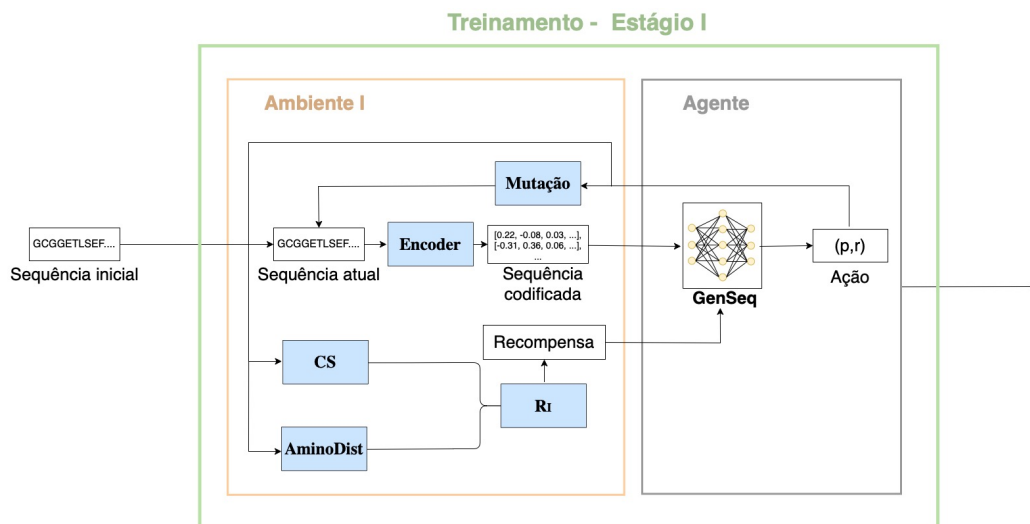 Treinamento - Estágio I
Ambiente I
Agente
Mutação
GCGGETLSEF....
Sequência inicial
GCGGETLSEF....
Sequência atual
Encoder
[0.22, -0.08, 0.03, ...],
[-0.31, 0.36, 0.06, ...],
...
Sequência
codificada
GenSeq
(p,r)
Ação
Recompensa
CS
RI
AminoDist